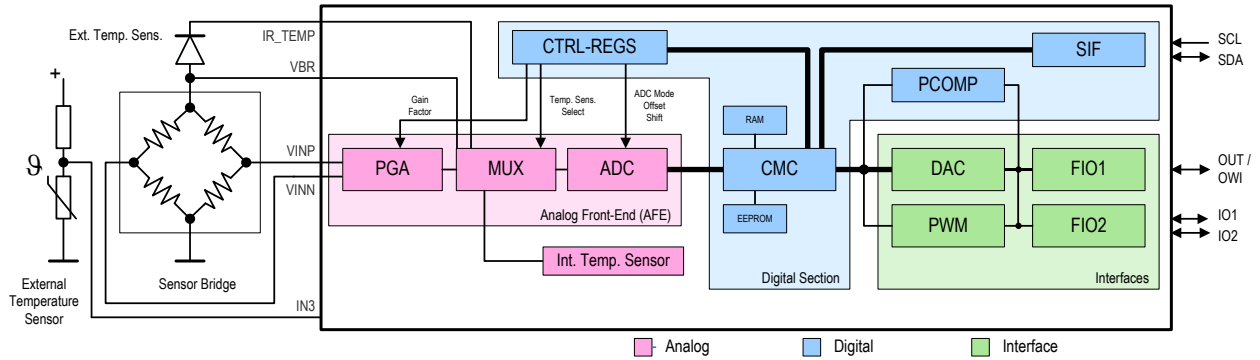 Ext. Temp. Sens.
IR_TEMP
VBR
CTRL-REGS
SIF
SCL
SDA
PCOMP
+
Gain
Factor
Temp. Sens.
Select
ADC Mode
Offset
Shift
RAM
ϑ
VINP
VINN
PGA
MUX
ADC
CMC
DAC
FIO1
OUT /
OWI
Analog Front-End (AFE)
EEPROM
PWM
FIO2
IO1
IO2
Int. Temp. Sensor
External
Temperature
Sensor
Sensor Bridge
Digital Section
Interfaces
IN3
Analog
Digital
Interface